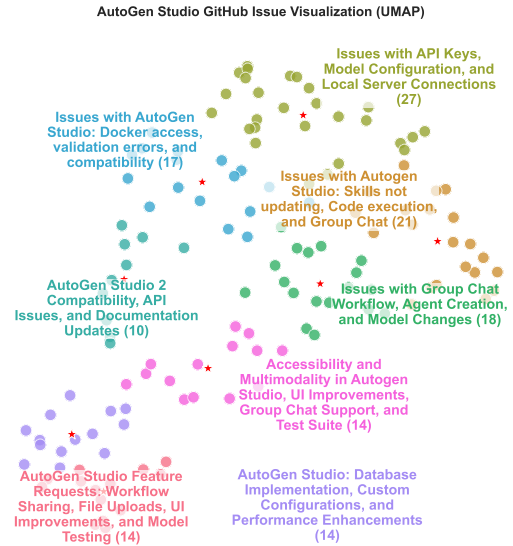 AutoGen Studio GitHub Issue Visualization (UMAP)
Issues with API Keys,
Model Configuration, and
Local Server Connections
(27)
Issues with AutoGen
Studio: Docker access,
validation errors, and
compatibility (17)
Issues with Autogen
Studio: Skills not
updating, Code execution,
and Group Chat (21)
AutoGen Studio 2
Compatibility, API
Issues, and Documentation
Updates (10)
Issues with Group Chat
Workflow, Agent Creation,
and Model Changes (18)
Accessibility and
Multimodality in Autogen
Studio, UI Improvements,
Group Chat Support, and
Test Suite (14)
AutoGen Studio Feature
Requests: Workflow
Sharing, File Uploads, UI
Improvements, and Model
Testing (14)
AutoGen Studio: Database
Implementation, Custom
Configurations, and
Performance Enhancements
(14)